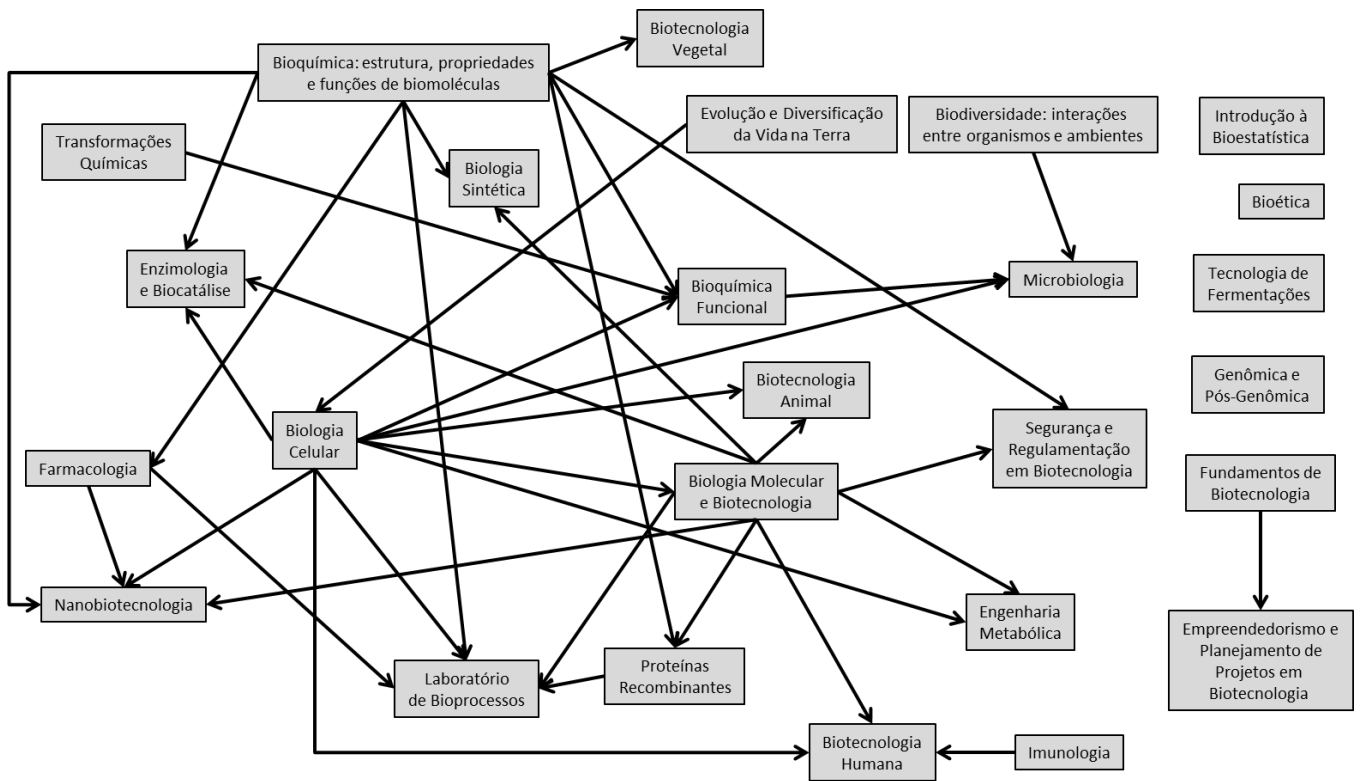 Biotecnologia
Vegetal
Bioquímica: estrutura, propriedades
e funções de biomoléculas
Transformações
Químicas
Evolução e Diversificação
da Vida na Terra
Biodiversidade: interações
entre organismos e ambientes
Introdução à
Bioestatística
Biologia
Sintética
Bioética
Enzimologia
e Biocatálise
Bioquímica
Funcional
Microbiologia
Tecnologia de
Fermentações
Biotecnologia
Animal
Genômica e
Pós-Genômica
Biologia
Celular
Segurança e
Regulamentação
em Biotecnologia
Farmacologia
Biologia Molecular
e Biotecnologia
Fundamentos de
Biotecnologia
Nanobiotecnologia
Engenharia
Metabólica
Empreendedorismo e
Planejamento de
Projetos em
Biotecnologia
Laboratório
de Bioprocessos
Proteínas
Recombinantes
Biotecnologia
Humana
Imunologia